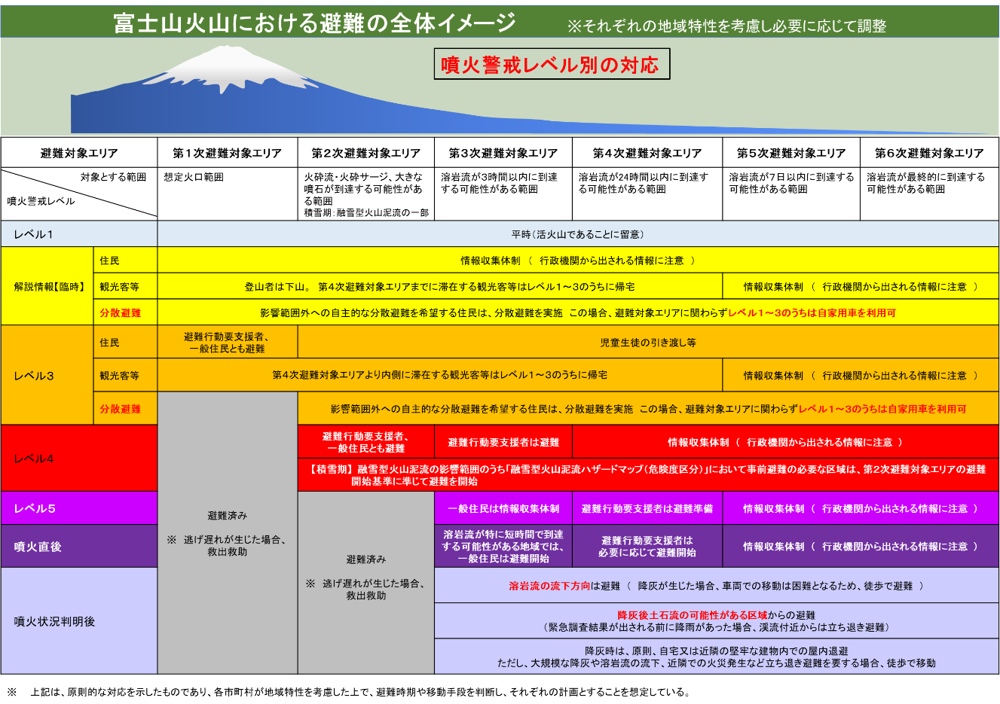 富士山火山における避難の全体イメージ　※それぞれの地域特性を考慮し必要に応じて調整
噴火警戒レベル別の対応
避難対象エリア　第1次避難対象エリア　第2次避難対象エリア　第3次避難対象エリア　第4次避難対象エリア　第5次避難対象エリア　第6次避難対象エリア
対象とする範囲
噴火警戒レベル
想定火口範囲
火砕流・火砕サージ、大きな
噴石が到達する可能性があ
る範囲
積雪期：融雪型火山泥流の一部
溶岩流が3時間以内に到達
する可能性がある範囲
溶岩流が24時間以内に到達す
る可能性がある範囲
溶岩流が7日以内に到達する
可能性がある範囲
溶岩流が最終的に到達する
可能性がある範囲
レベル1
平時（活火山であることに留意）
解説情報【臨時】
住民
情報収集体制（ 行政機関から出される情報に注意 ）
観光客等
登山者は下山。 第4次避難対象エリアまでに滞在する観光客等はレベル1～3のうちに帰宅
情報収集体制（ 行政機関から出される情報に注意 ）
分散避難
影響範囲外への自主的な分散避難を希望する住民は、分散避難を実施 この場合、避難対象エリアに関わらずレベル1～3のうちは自家用車を利用可
レベル3
住民
避難行動要支援者、
一般住民とも避難
児童生徒の引き渡し等
観光客等
第4次避難対象エリアより内側に滞在する観光客等はレベル1～3のうちに帰宅
情報収集体制（ 行政機関から出される情報に注意 ）
分散避難
影響範囲外への自主的な分散避難を希望する住民は、分散避難を実施 この場合、避難対象エリアに関わらずレベル1～3のうちは自家用車を利用可
レベル4
避難行動要支援者、
一般住民とも避難
避難行動要支援者は避難
情報収集体制（ 行政機関から出される情報に注意 ）
【積雪期】融雪型火山泥流の影響範囲のうち「融雪型火山泥流ハザードマップ（危険度区分）」において事前避難の必要な区域は、第2次避難対象エリアの避難
開始基準に準じて避難を開始
レベル5
一般住民は情報収集体制
避難行動要支援者は避難準備
情報収集体制（ 行政機関から出される情報に注意 ）
避難済み
※ 逃げ遅れが生じた場合、
救出救助
噴火直後
溶岩流が特に短時間で到達
する可能性がある地域では、
一般住民は避難開始
避難行動要支援者は
必要に応じて避難開始
情報収集体制（ 行政機関から出される情報に注意 ）
避難済み
※ 逃げ遅れが生じた場合、
救出救助
噴火状況判明後
溶岩流の流下方向は避難（ 降灰が生じた場合、車両での移動は困難となるため、徒歩で避難 ）
降灰後土石流の可能性がある区域からの避難
（緊急調査結果が出される前に降雨があった場合、渓流付近からは立ち退き避難）
降灰時は、原則、自宅又は近隣の堅牢な建物内での屋内退避
ただし、大規模な降灰や溶岩流の流下、近隣での火災発生など立ち退き避難を要する場合、徒歩で移動
※　上記は、原則的な対応を示したものであり、各市町村が地域特性を考慮した上で、避難時期や移動手段を判断し、それぞれの計画とすることを想定している。